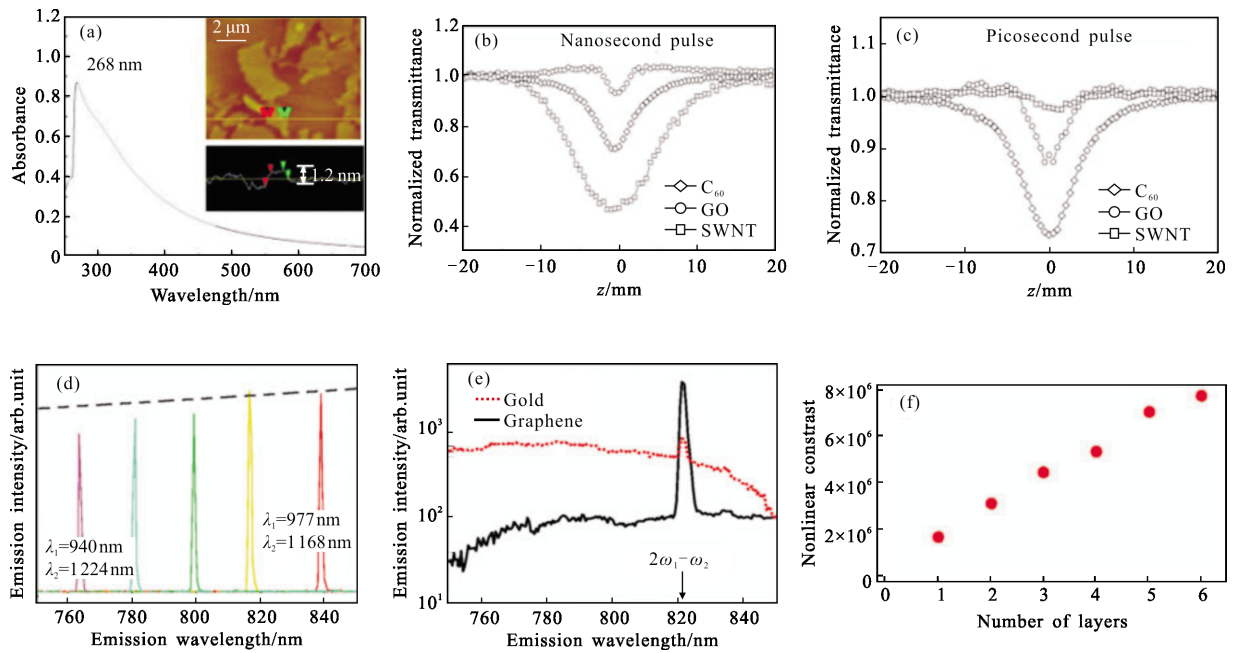 (a)
2 μm
268 nm
1.2 nm
Absorbance
1.2
1.0
0.8
0.6
0.4
0.2
0
300
400
500
600
700
Wavelength/nm
(b)
Nanosecond pulse
Normalized transmittance
1.2
1.0
0.8
0.6
0.4
C₆₀
GO
SWNT
−20
−10
0
10
20
z/mm
(c)
Picosecond pulse
Normalized transmittance
1.1
1.0
0.9
0.8
0.7
C₆₀
GO
SWNT
−20
−10
0
10
20
z/mm
(d)
Emission intensity/arb.unit
λ₁=940 nm
λ₂=1224 nm
λ₁=977 nm
λ₂=1168 nm
760
780
800
820
840
Emission wavelength/nm
(e)
Gold
Graphene
Emission intensity/arb.unit
10³
10²
10¹
2ω₁−ω₂
760
780
800
820
840
Emission wavelength/nm
(f)
Nonlinear constrast
8×10⁶
6×10⁶
4×10⁶
2×10⁶
0
0
1
2
3
4
5
6
Number of layers